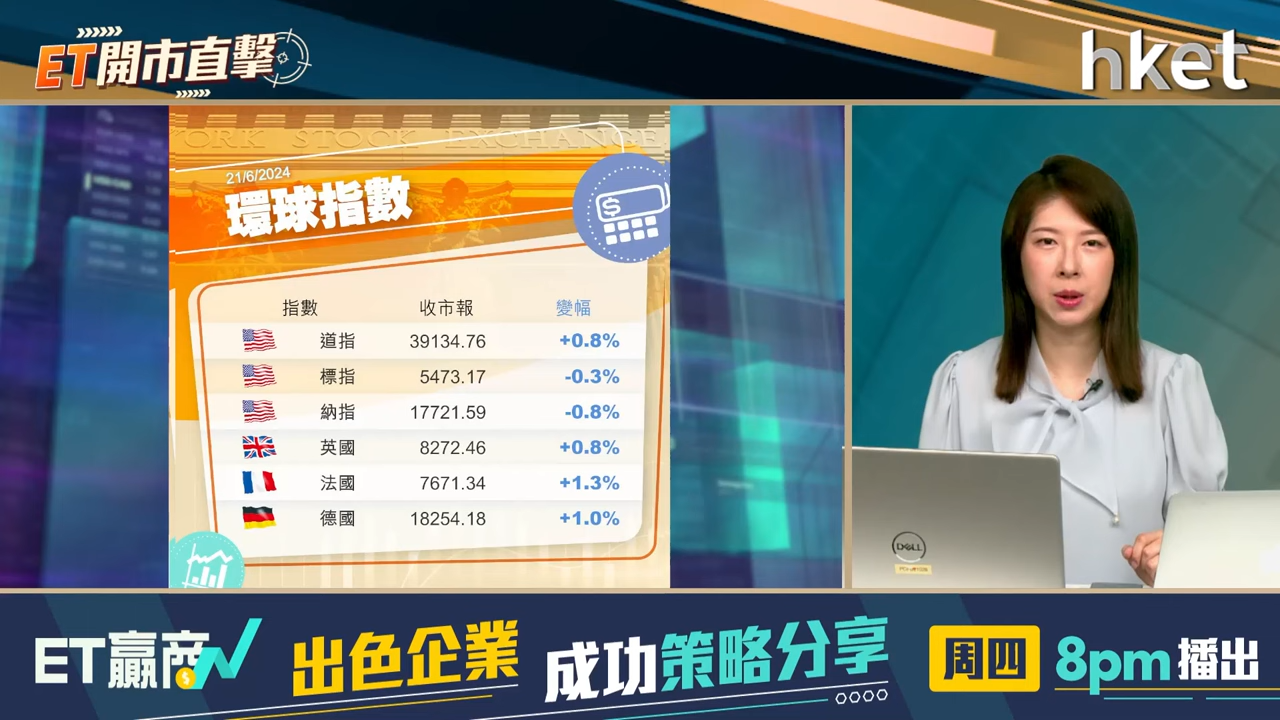 ET開市直擊
hket
YORK STOCK EXCHANGE
21/6/2024
環球指數
指數 收市報 變幅
道指 39134.76 +0.8%
標指 5473.17 -0.3%
納指 17721.59 -0.8%
英國 8272.46 +0.8%
法國 7671.34 +1.3%
德國 18254.18 +1.0%
DELL
ET贏商 出色企業 成功策略分享 周四 8pm播出